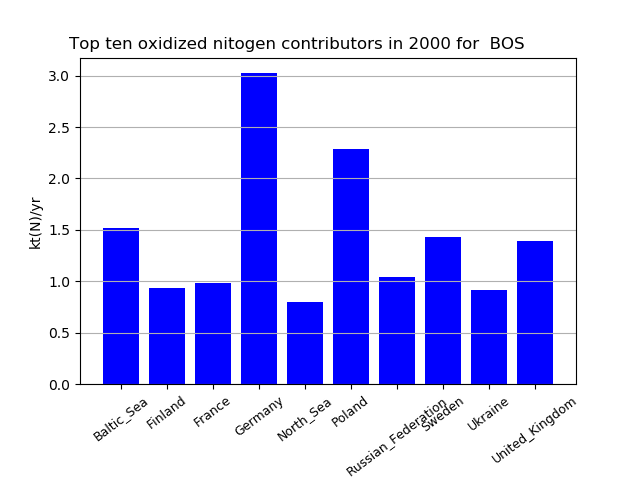 Top ten oxidized nitogen contributors in 2000 for  BOS
kt(N)/yr
3.0
2.5
2.0
1.5
1.0
0.5
0.0
Baltic_Sea
Finland
France
Germany
North_Sea
Poland
Russian_Federation
Sweden
Ukraine
United_Kingdom